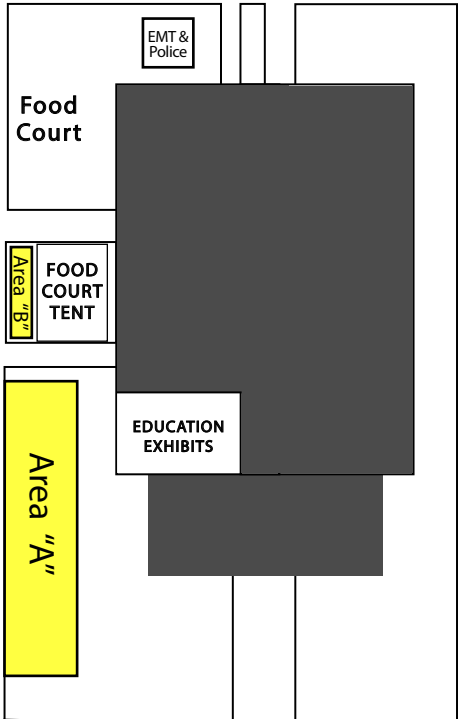 EMT &
Police
Food
Court
Area "B"
FOOD
COURT
TENT
EDUCATION
EXHIBITS
Area "A"